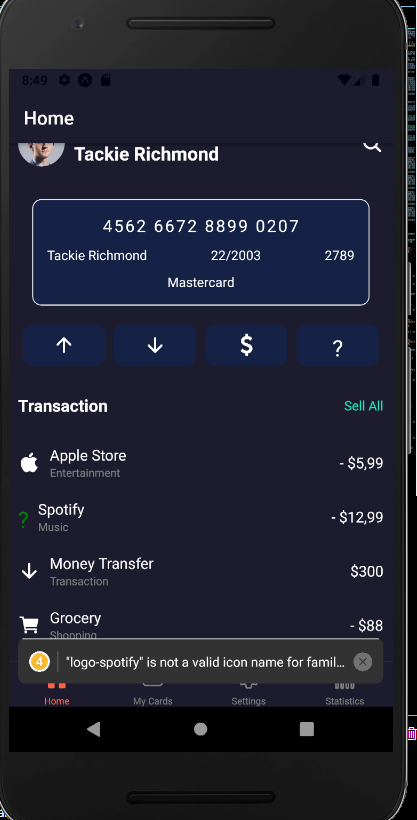 8:49
Home
Tackie Richmond
4562 6672 8899 0207
Tackie Richmond 22/2003 2789
Mastercard
$ ?
Transaction Sell All
Apple Store - $5,99
Entertainment
? Spotify - $12,99
Music
Money Transfer $300
Transaction
Grocery - $88
Shopping
4 "logo-spotify" is not a valid icon name for famil...
Home My Cards Settings Statistics